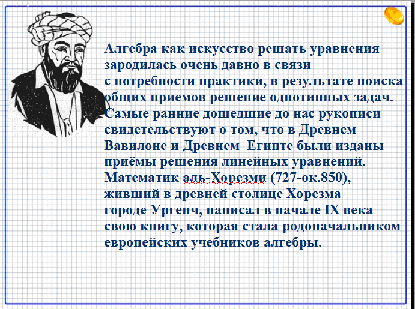 Алгебра как искусство решать уравнения
зародилась очень давно в связи
с потребности практики, в результате поиска
общих приемов решение однотипных задач.
Самые ранние дошедшие до нас рукописи
свидетельствуют о том, что в Древнем
Вавилоне и Древнем Египте были изданы
приёмы решения линейных уравнений.
Математик аль-Хорезми (727-ок.850),
живший в древней столице Хорезма
городе Ургенч, написал в начале IX века
свою книгу, которая стала родоначальником
европейских учебников алгебры.